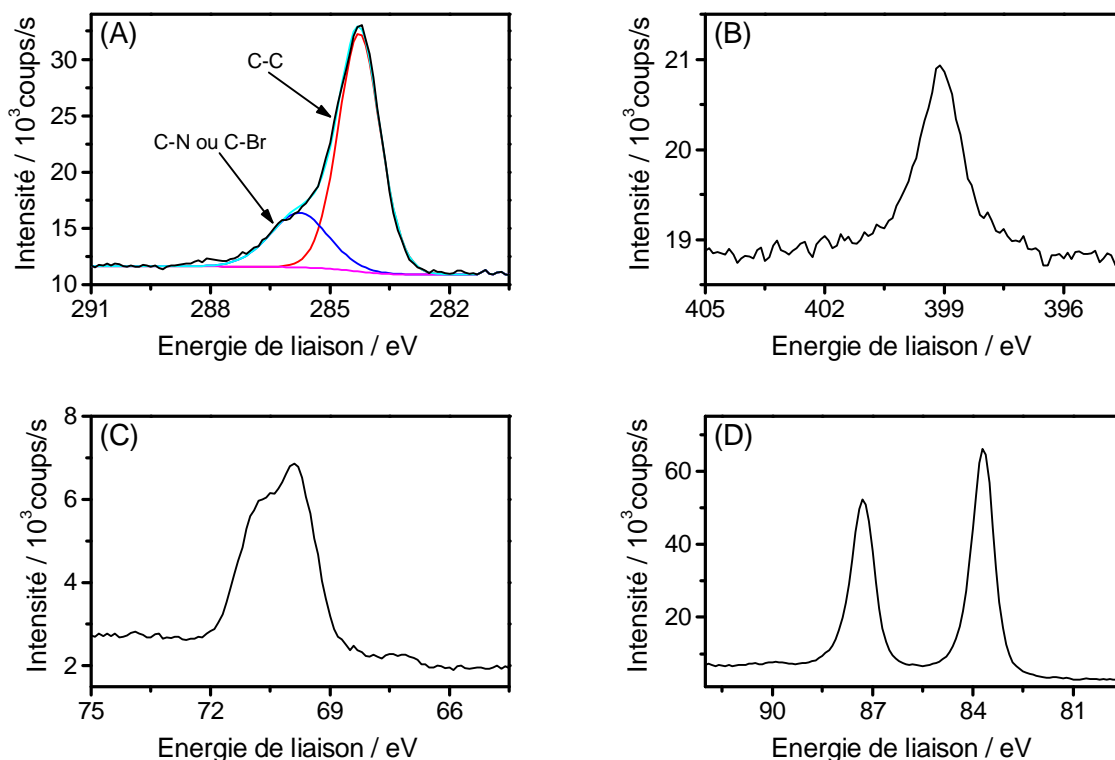 (A)
Intensité / 10³coups/s
30
25
20
15
10
C-C
C-N ou C-Br
291 288 285 282
Energie de liaison / eV
(B)
Intensité / 10³coups/s
21
20
19
405 402 399 396
Energie de liaison / eV
(C)
Intensité / 10³coups/s
8
6
4
2
75 72 69 66
Energie de liaison / eV
(D)
Intensité / 10³coups/s
60
40
20
90 87 84 81
Energie de liaison / eV